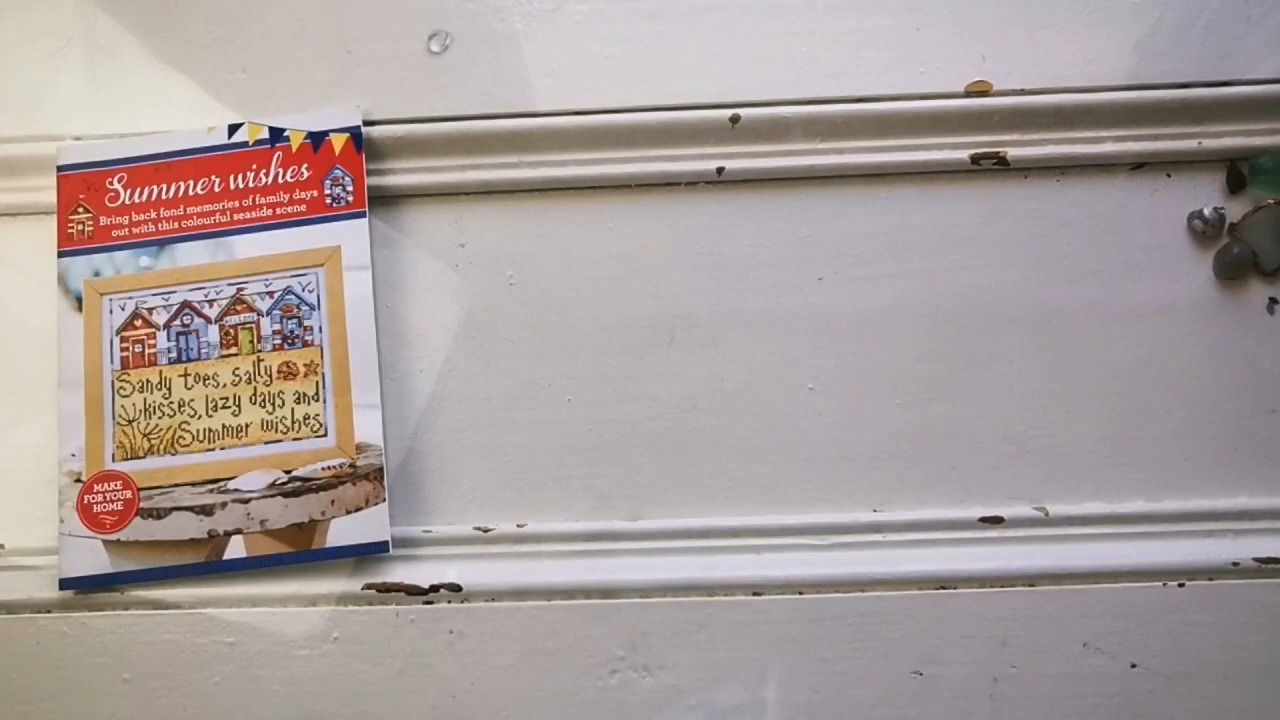 Summer wishes
Bring back fond memories of family days
out with this colourful seaside scene
WELCOME
Sandy toes, salty
kisses, lazy days and
Summer wishes
MAKE
FOR YOUR
HOME